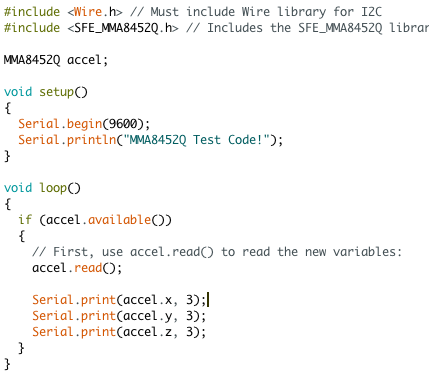 #include <Wire.h> // Must include Wire library for I2C
#include <SFE_MMA8452Q.h> // Includes the SFE_MMA8452Q
MMA8452Q accel;
void setup()
{
  Serial.begin(9600);
  Serial.println("MMA8452Q Test Code!");
}
void loop()
{
  if (accel.available())
  {
    // First, use accel.read() to read the new variables:
    accel.read();
    Serial.print(accel.x, 3);
    Serial.print(accel.y, 3);
    Serial.print(accel.z, 3);
  }
}